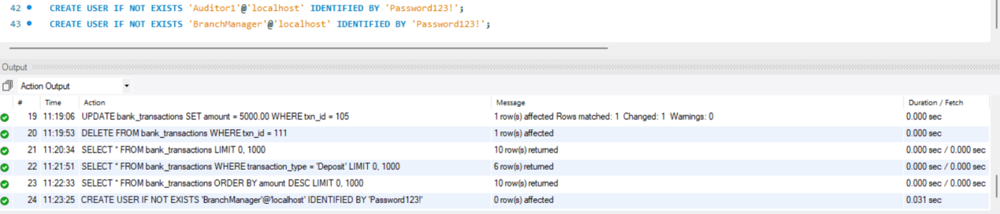 42 CREATE USER IF NOT EXISTS 'Auditor1'@'localhost' IDENTIFIED BY 'Password123!';
43 CREATE USER IF NOT EXISTS 'BranchManager'@'localhost' IDENTIFIED BY 'Password123!';
Output
Action Output
# Time Action Message Duration / Fetch
19 11:19:06 UPDATE bank_transactions SET amount = 5000.00 WHERE txn_id = 105 1 row(s) affected Rows matched: 1 Changed: 1 Warnings: 0 0.000 sec
20 11:19:53 DELETE FROM bank_transactions WHERE txn_id = 111 1 row(s) affected 0.000 sec
21 11:20:34 SELECT * FROM bank_transactions LIMIT 0, 1000 10 row(s) returned 0.000 sec / 0.000 sec
22 11:21:51 SELECT * FROM bank_transactions WHERE transaction_type = 'Deposit' LIMIT 0, 1000 6 row(s) returned 0.000 sec / 0.000 sec
23 11:22:33 SELECT * FROM bank_transactions ORDER BY amount DESC LIMIT 0, 1000 10 row(s) returned 0.000 sec / 0.000 sec
24 11:23:25 CREATE USER IF NOT EXISTS 'BranchManager'@'localhost' IDENTIFIED BY 'Password123!' 0 row(s) affected 0.031 sec